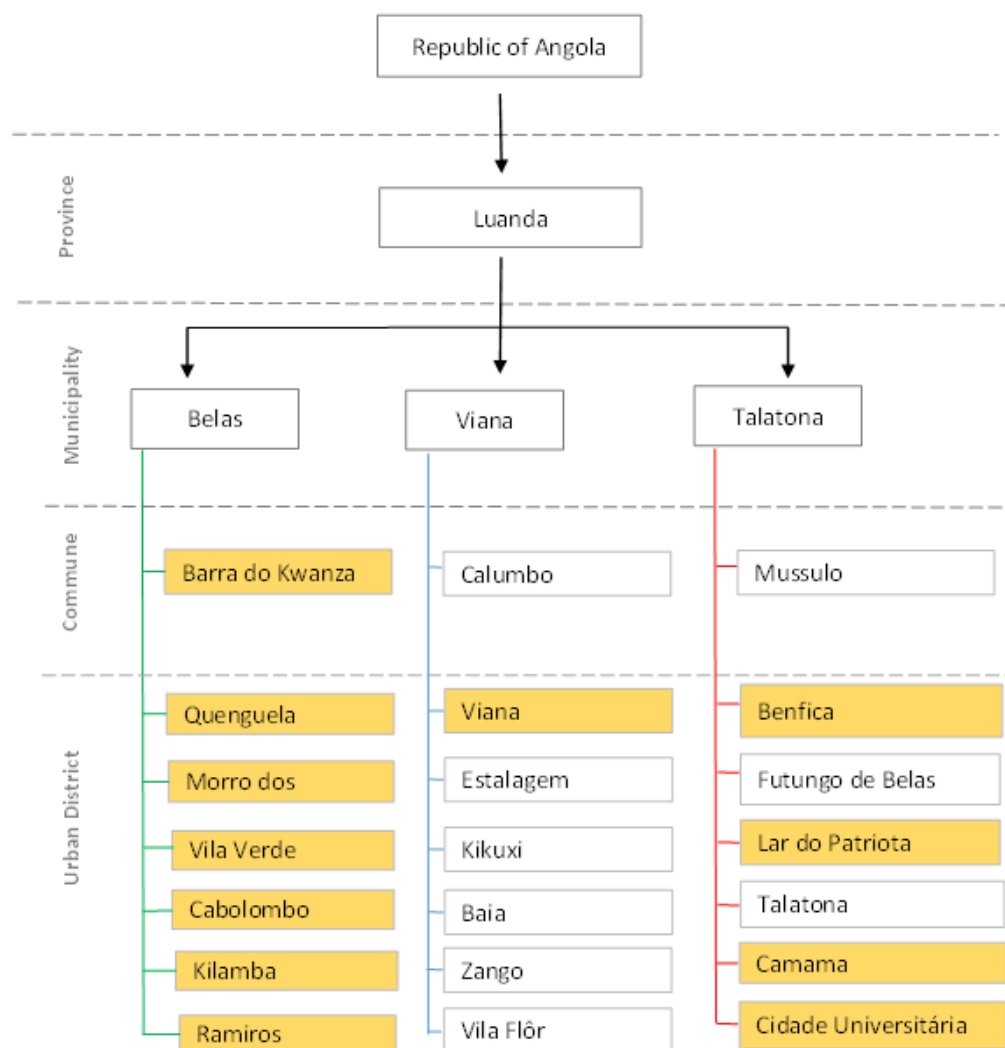 Republic of Angola
Province
Luanda
Municipality
Belas
Viana
Talatona
Commune
Barra do Kwanza
Calumbo
Mussulo
Urban District
Quenguela
Viana
Benfica
Morro dos
Estalagem
Futungo de Belas
Vila Verde
Kikuxi
Lar do Patriota
Cabolombo
Baia
Talatona
Kilamba
Zango
Camama
Ramiros
Vila Flôr
Cidade Universitária